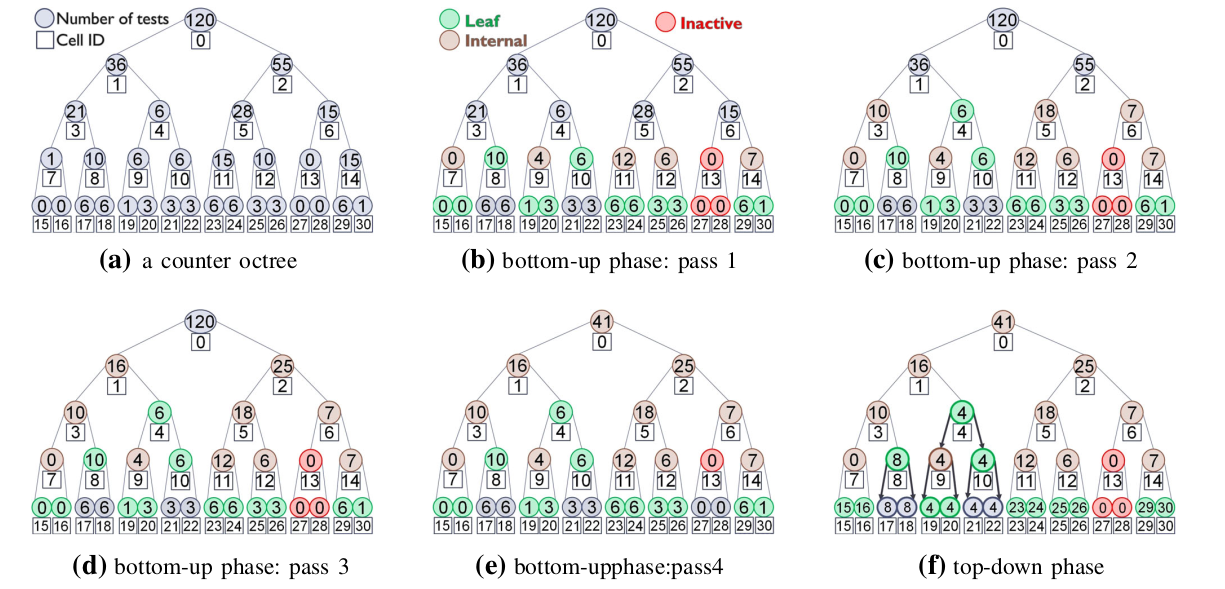 Number of tests
Cell ID
120
0
36 55
1 2
21 6 28 15
3 4 5 6
1 10 6 6 15 10 0 15
7 8 9 10 11 12 13 14
0 0 6 6 1 3 3 3 6 6 3 3 0 0 6 1
15 16 17 18 19 20 21 22 23 24 25 26 27 28 29 30
(a) a counter octree
Leaf
Internal
Inactive
120
0
36 55
1 2
21 6 28 15
3 4 5 6
0 10 4 6 12 6 0 7
7 8 9 10 11 12 13 14
0 0 6 6 1 3 3 3 6 6 3 3 0 0 6 1
15 16 17 18 19 20 21 22 23 24 25 26 27 28 29 30
(b) bottom-up phase: pass 1
120
0
36 55
1 2
10 6 18 7
3 4 5 6
0 10 4 6 12 6 0 7
7 8 9 10 11 12 13 14
0 0 6 6 1 3 3 3 6 6 3 3 0 0 6 1
15 16 17 18 19 20 21 22 23 24 25 26 27 28 29 30
(c) bottom-up phase: pass 2
120
0
16 25
1 2
10 6 18 7
3 4 5 6
0 10 4 6 12 6 0 7
7 8 9 10 11 12 13 14
0 0 6 6 1 3 3 3 6 6 3 3 0 0 6 1
15 16 17 18 19 20 21 22 23 24 25 26 27 28 29 30
(d) bottom-up phase: pass 3
41
0
16 25
1 2
10 6 18 7
3 4 5 6
0 10 4 6 12 6 0 7
7 8 9 10 11 12 13 14
0 0 6 6 1 3 3 3 6 6 3 3 0 0 6 1
15 16 17 18 19 20 21 22 23 24 25 26 27 28 29 30
(e) bottom-upphase:pass4
41
0
16 25
1 2
10 4 18 7
3 4 5 6
0 8 4 4 12 6 0 7
7 8 9 10 11 12 13 14
15 16 8 8 4 4 4 4 23 24 25 26 0 0 29 30
15 16 17 18 19 20 21 22 23 24 25 26 27 28 29 30
(f) top-down phase